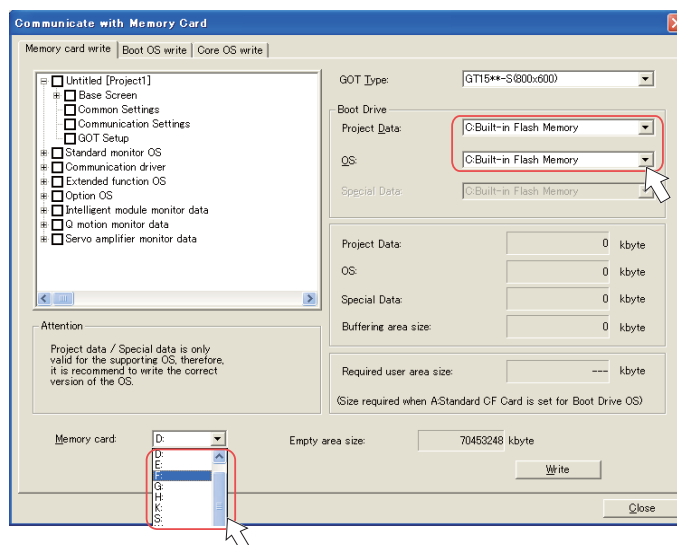 Communicate with Memory Card
Memory card write
Boot OS write
Core OS write
Untitled [Project1]
Base Screen
Common Settings
Communication Settings
GOT Setup
Standard monitor OS
Communication driver
Extended function OS
Option OS
Intelligent module monitor data
Q motion monitor data
Servo amplifier monitor data
Attention
Project data / Special data is only
valid for the supporting OS, therefore,
it is recommend to write the correct
version of the OS.
GOT Type: GT15**-S(800x600)
Boot Drive
Project Data: C:Built-in Flash Memory
OS: C:Built-in Flash Memory
Special Data: C:Built-in Flash Memory
Project Data: 0 kbyte
OS: 0 kbyte
Special Data: 0 kbyte
Buffering area size: 0 kbyte
Required user area size: --- kbyte
(Size required when A:Standard CF Card is set for Boot Drive OS)
Memory card: D:
Empty area size: 70453248 kbyte
D:
E:
F:
G:
H:
K:
S:
Write
Close